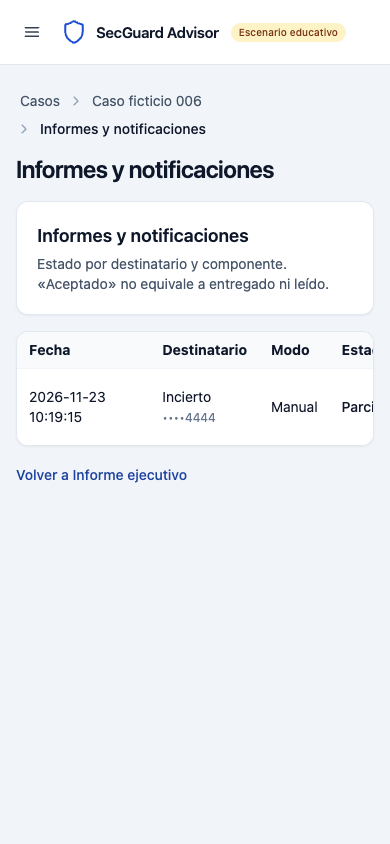 SecGuard Advisor Escenario educativo
Casos Caso ficticio 006
Informes y notificaciones
Informes y notificaciones
Informes y notificaciones
Estado por destinatario y componente.
«Aceptado» no equivale a entregado ni leído.
Fecha Destinatario Modo Esta
2026-11-23
10:19:15
Incierto
••••4444
Manual
Parci
Volver a Informe ejecutivo